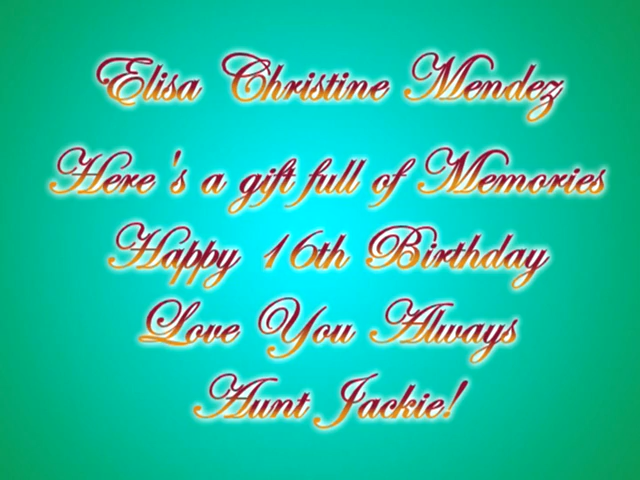 Elisa Christine Mendez
Here's a gift full of Memories
Happy 16th Birthday
Love You Always
Aunt Jackie!